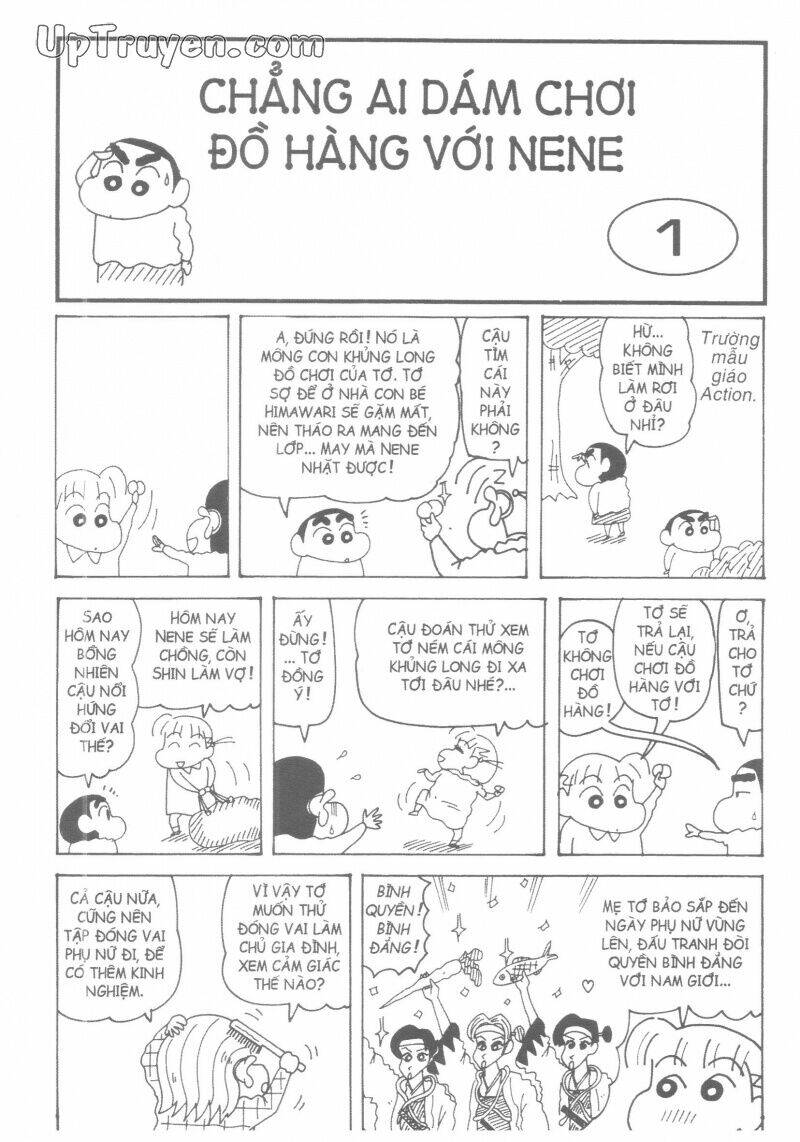 UpTruyen.com
CHẲNG AI DÁM CHƠI
ĐỒ HÀNG VỚI NENE
1
Trường
mẫu
giáo
Action.
HỪ...
KHÔNG
BIẾT MÌNH
LÀM RƠI
Ở ĐÂU
NHỈ?
CẬU
TÌM
CÁI
NÀY
PHẢI
KHÔNG
?
A, ĐÚNG RỒI! NÓ LÀ
MÔNG CON KHỦNG LONG
ĐỒ CHƠI CỦA TỚ. TỚ
SỢ ĐỂ Ở NHÀ CON BÉ
HIMAWARI SẼ GẶM MẤT,
NÊN THÁO RA MANG ĐẾN
LỚP... MAY MÀ NENE
NHẶT ĐƯỢC!
Ơ,
TRẢ
CHO
TỚ
CHỨ
?
TỚ SẼ
TRẢ LẠI,
NẾU CẬU
CHƠI ĐỒ
HÀNG VỚI
TỚ!
TỚ
KHÔNG
CHƠI ĐỒ
HÀNG!
CẬU ĐOÁN THỬ XEM
TỚ NÉM CÁI MÔNG
KHỦNG LONG ĐI XA
TỚI ĐÂU NHÉ?...
ẤY
ĐỪNG!
... TỚ
ĐỒNG
Ý!
HÔM NAY
NENE SẼ LÀM
CHỒNG, CÒN
SHIN LÀM VỢ!
SAO
HÔM NAY
BỖNG
NHIÊN
CẬU NỔI
HỨNG
ĐỔI VAI
THẾ?
MẸ TỚ BẢO SẮP ĐẾN
NGÀY PHỤ NỮ VÙNG
LÊN, ĐẤU TRANH ĐÒI
QUYỀN BÌNH ĐẲNG
VỚI NAM GIỚI...
BÌNH
QUYỀN!
BÌNH
ĐẲNG!
VÌ VẬY TỚ
MUỐN THỬ
ĐÓNG VAI LÀM
CHỦ GIA ĐÌNH,
XEM CẢM GIÁC
THẾ NÀO?
CẢ CẬU NỮA,
CŨNG NÊN
TẬP ĐÓNG VAI
PHỤ NỮ ĐI, ĐỂ
CÓ THÊM KINH
NGHIỆM.